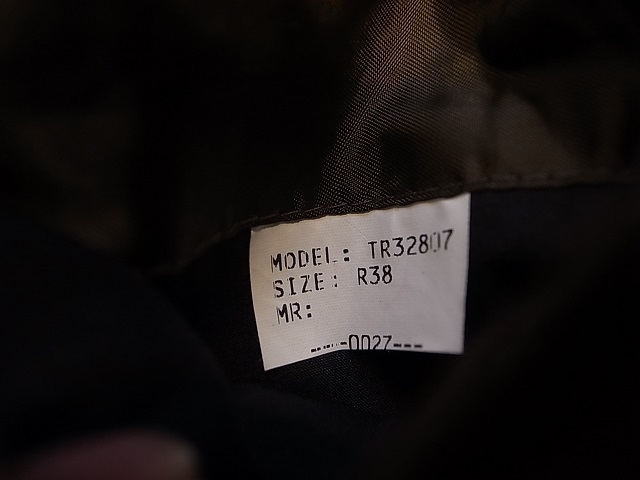 MODEL: TR32807
SIZE: R38
MR:
-----0027---